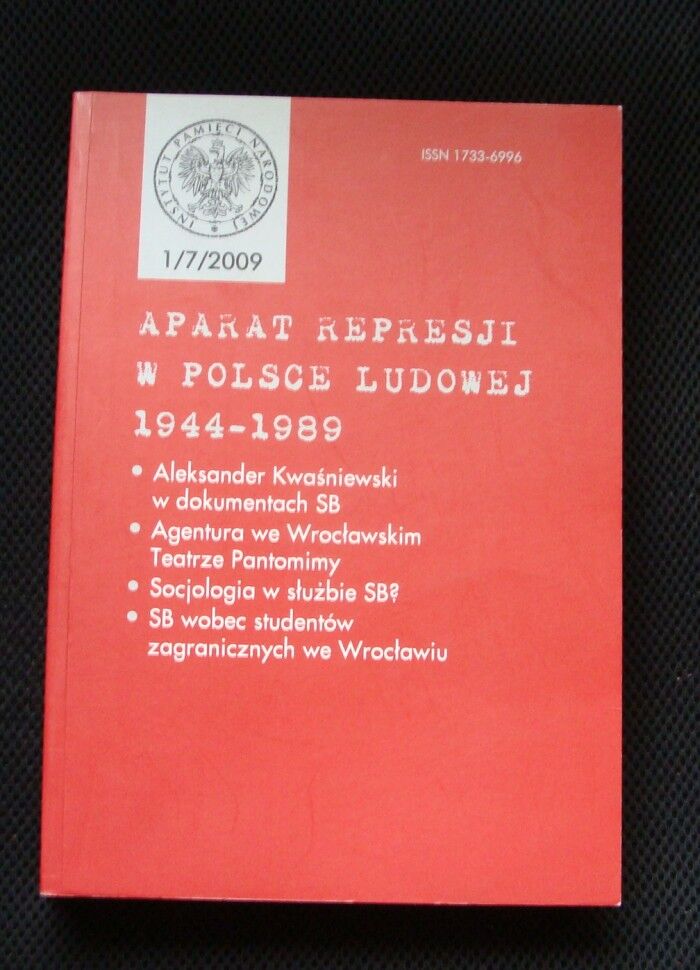 INSTYTUT PAMIĘCI NARODOWEJ
1/7/2009
ISSN 1733-6996
APARAT REPRESJI
W POLSCE LUDOWEJ
1944-1989
• Aleksander Kwaśniewski
w dokumentach SB
• Agentura we Wrocławskim
Teatrze Pantomimy
• Socjologia w służbie SB?
• SB wobec studentów
zagranicznych we Wrocławiu